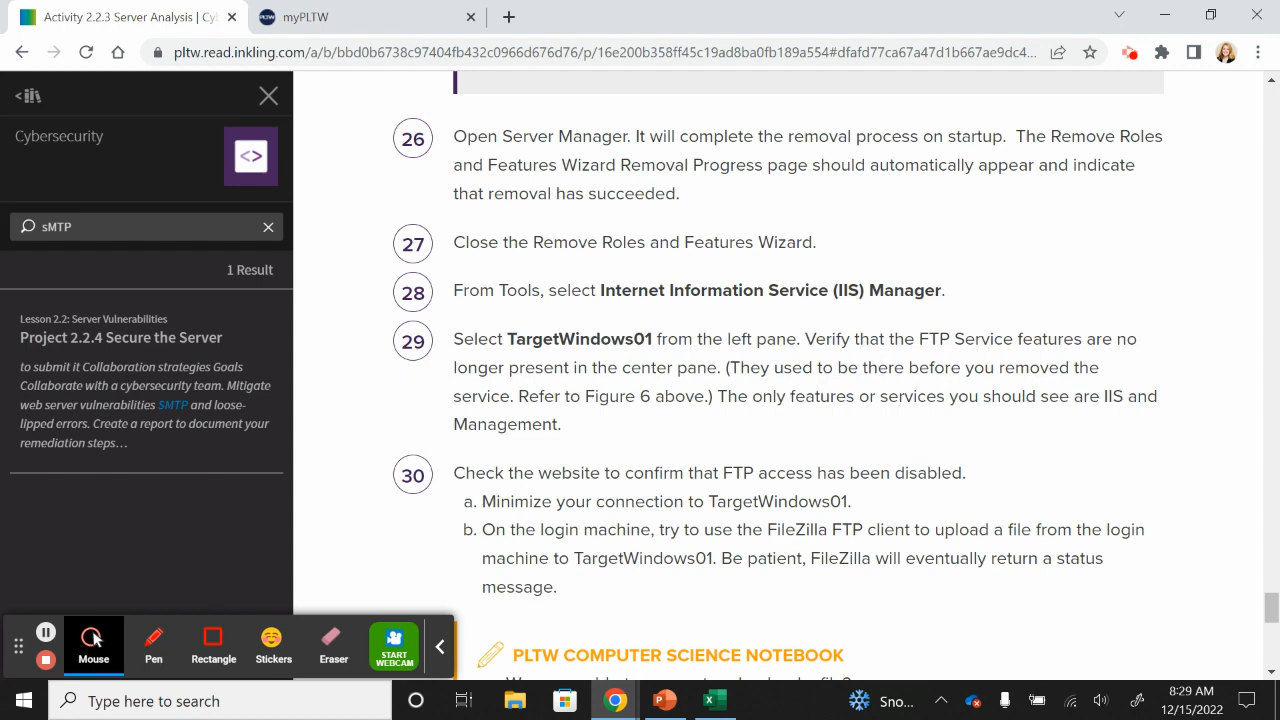 Activity 2.2.3 Server Analysis | Cy
myPLTW
pltw.read.inkling.com/a/b/bbd0b6738c97404fb432c0966d676d76/p/16e200b358ff45c19ad8ba0fb189a554#dfafd77ca67a47d1b667ae9dc4...
Cybersecurity
sMTP
1 Result
Lesson 2.2: Server Vulnerabilities
Project 2.2.4 Secure the Server
to submit it Collaboration strategies Goals
Collaborate with a cybersecurity team. Mitigate
web server vulnerabilities SMTP and loose-
lipped errors. Create a report to document your
remediation steps…
26 Open Server Manager. It will complete the removal process on startup. The Remove Roles
and Features Wizard Removal Progress page should automatically appear and indicate
that removal has succeeded.
27 Close the Remove Roles and Features Wizard.
28 From Tools, select Internet Information Service (IIS) Manager.
29 Select TargetWindows01 from the left pane. Verify that the FTP Service features are no
longer present in the center pane. (They used to be there before you removed the
service. Refer to Figure 6 above.) The only features or services you should see are IIS and
Management.
30 Check the website to confirm that FTP access has been disabled.
a. Minimize your connection to TargetWindows01.
b. On the login machine, try to use the FileZilla FTP client to upload a file from the login
machine to TargetWindows01. Be patient, FileZilla will eventually return a status
message.
PLTW COMPUTER SCIENCE NOTEBOOK
Mouse
Pen
Rectangle
Stickers
Eraser
START
WEBCAM
Type here to search
Sno...
8:29 AM
12/15/2022